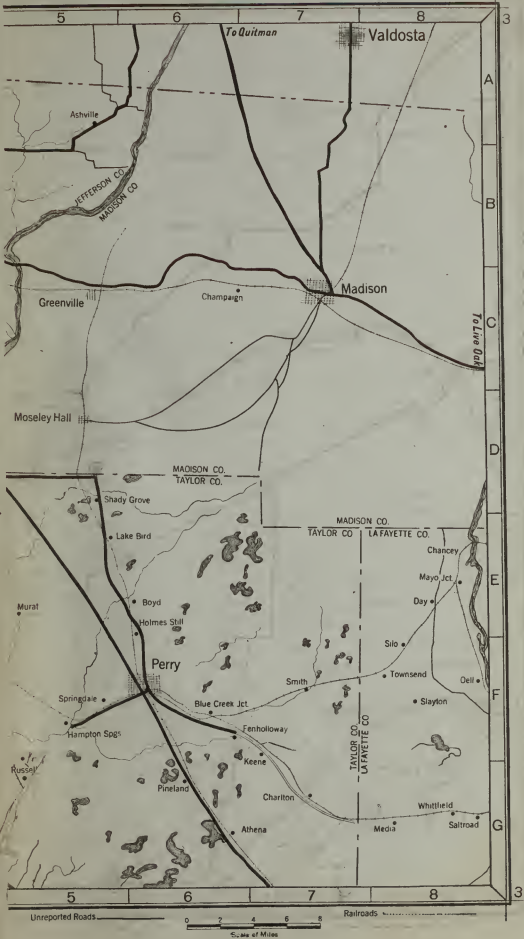 5 6 7 8 3
To Quitman
Valdosta
A
Ashville
JEFFERSON CO.
MADISON CO
B
Madison
Greenville
Champaign
C
To Live Oak
Moseley Hall
D
MADISON CO.
TAYLOR CO.
Shady Grove
MADISON CO.
TAYLOR CO. LA FAYETTE CO.
Lake Bird
Chancey
Mayo Jct.
E
Boyd
Day
Murat
Holmes Still
Silo
Perry
Smith
Townsend
Dell
F
Springdale
Blue Creek Jct.
Slayton
Hampton Spgs
Fenholloway
TAYLOR CO.
LA FAYETTE CO
Keene
Russell
Pineland
Charlton
Whitfield
Media
Saltroad
G
Athena
5 6 7 8 3
Unreported Roads
Railroads
0 2 4 6 8
Scale of Miles